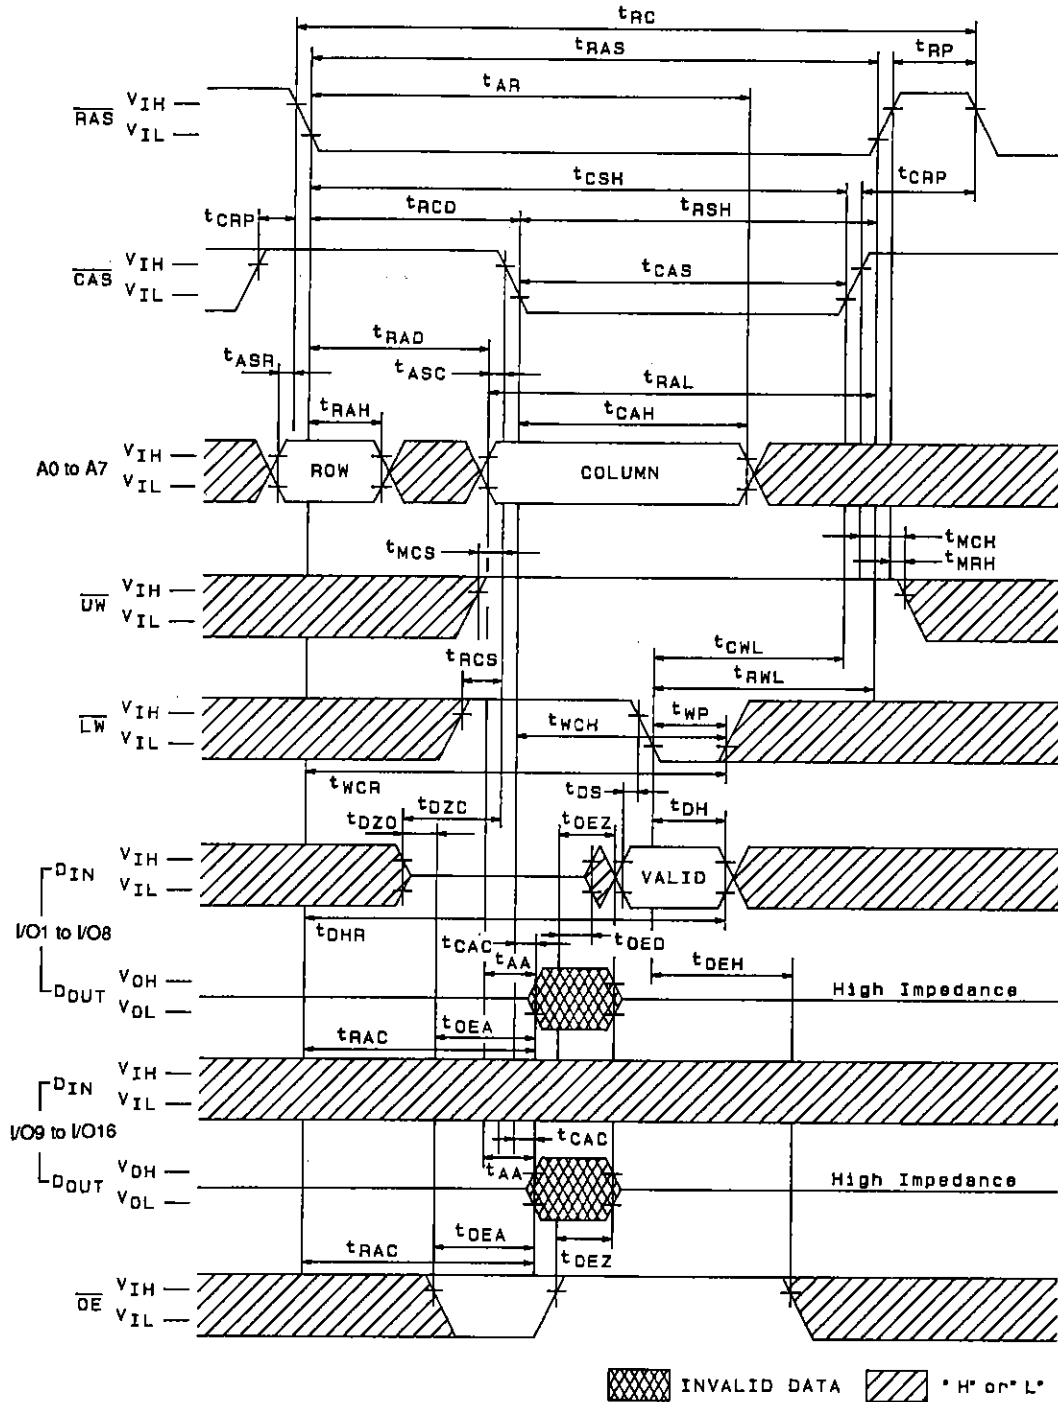 tRC
tRAS
tRP
tAR
RAS
VIH
VIL
tCSH
tCRP
tCRP
tRCD
tRSH
CAS
VIH
VIL
tCAS
tRAD
tASR
tASC
tRAL
tRAH
tCAH
A0 to A7
VIH
VIL
ROW
COLUMN
tMCS
tMCH
tMRH
UW
VIH
VIL
tCWL
tRCS
tRWL
LW
VIH
VIL
tWCH
tWP
tWCR
tDS
tDZC
tDZO
tOEZ
tDH
DIN
VIH
VIL
VALID
I/O1 to I/O8
tDHR
tCAC
tOED
tAA
tOEH
DOUT
VOH
VOL
High Impedance
tOEA
tRAC
DIN
VIH
VIL
I/O9 to I/O16
tCAC
tAA
DOUT
VOH
VOL
High Impedance
tOEA
tRAC
tOEZ
OE
VIH
VIL
INVALID DATA
"H" or "L"